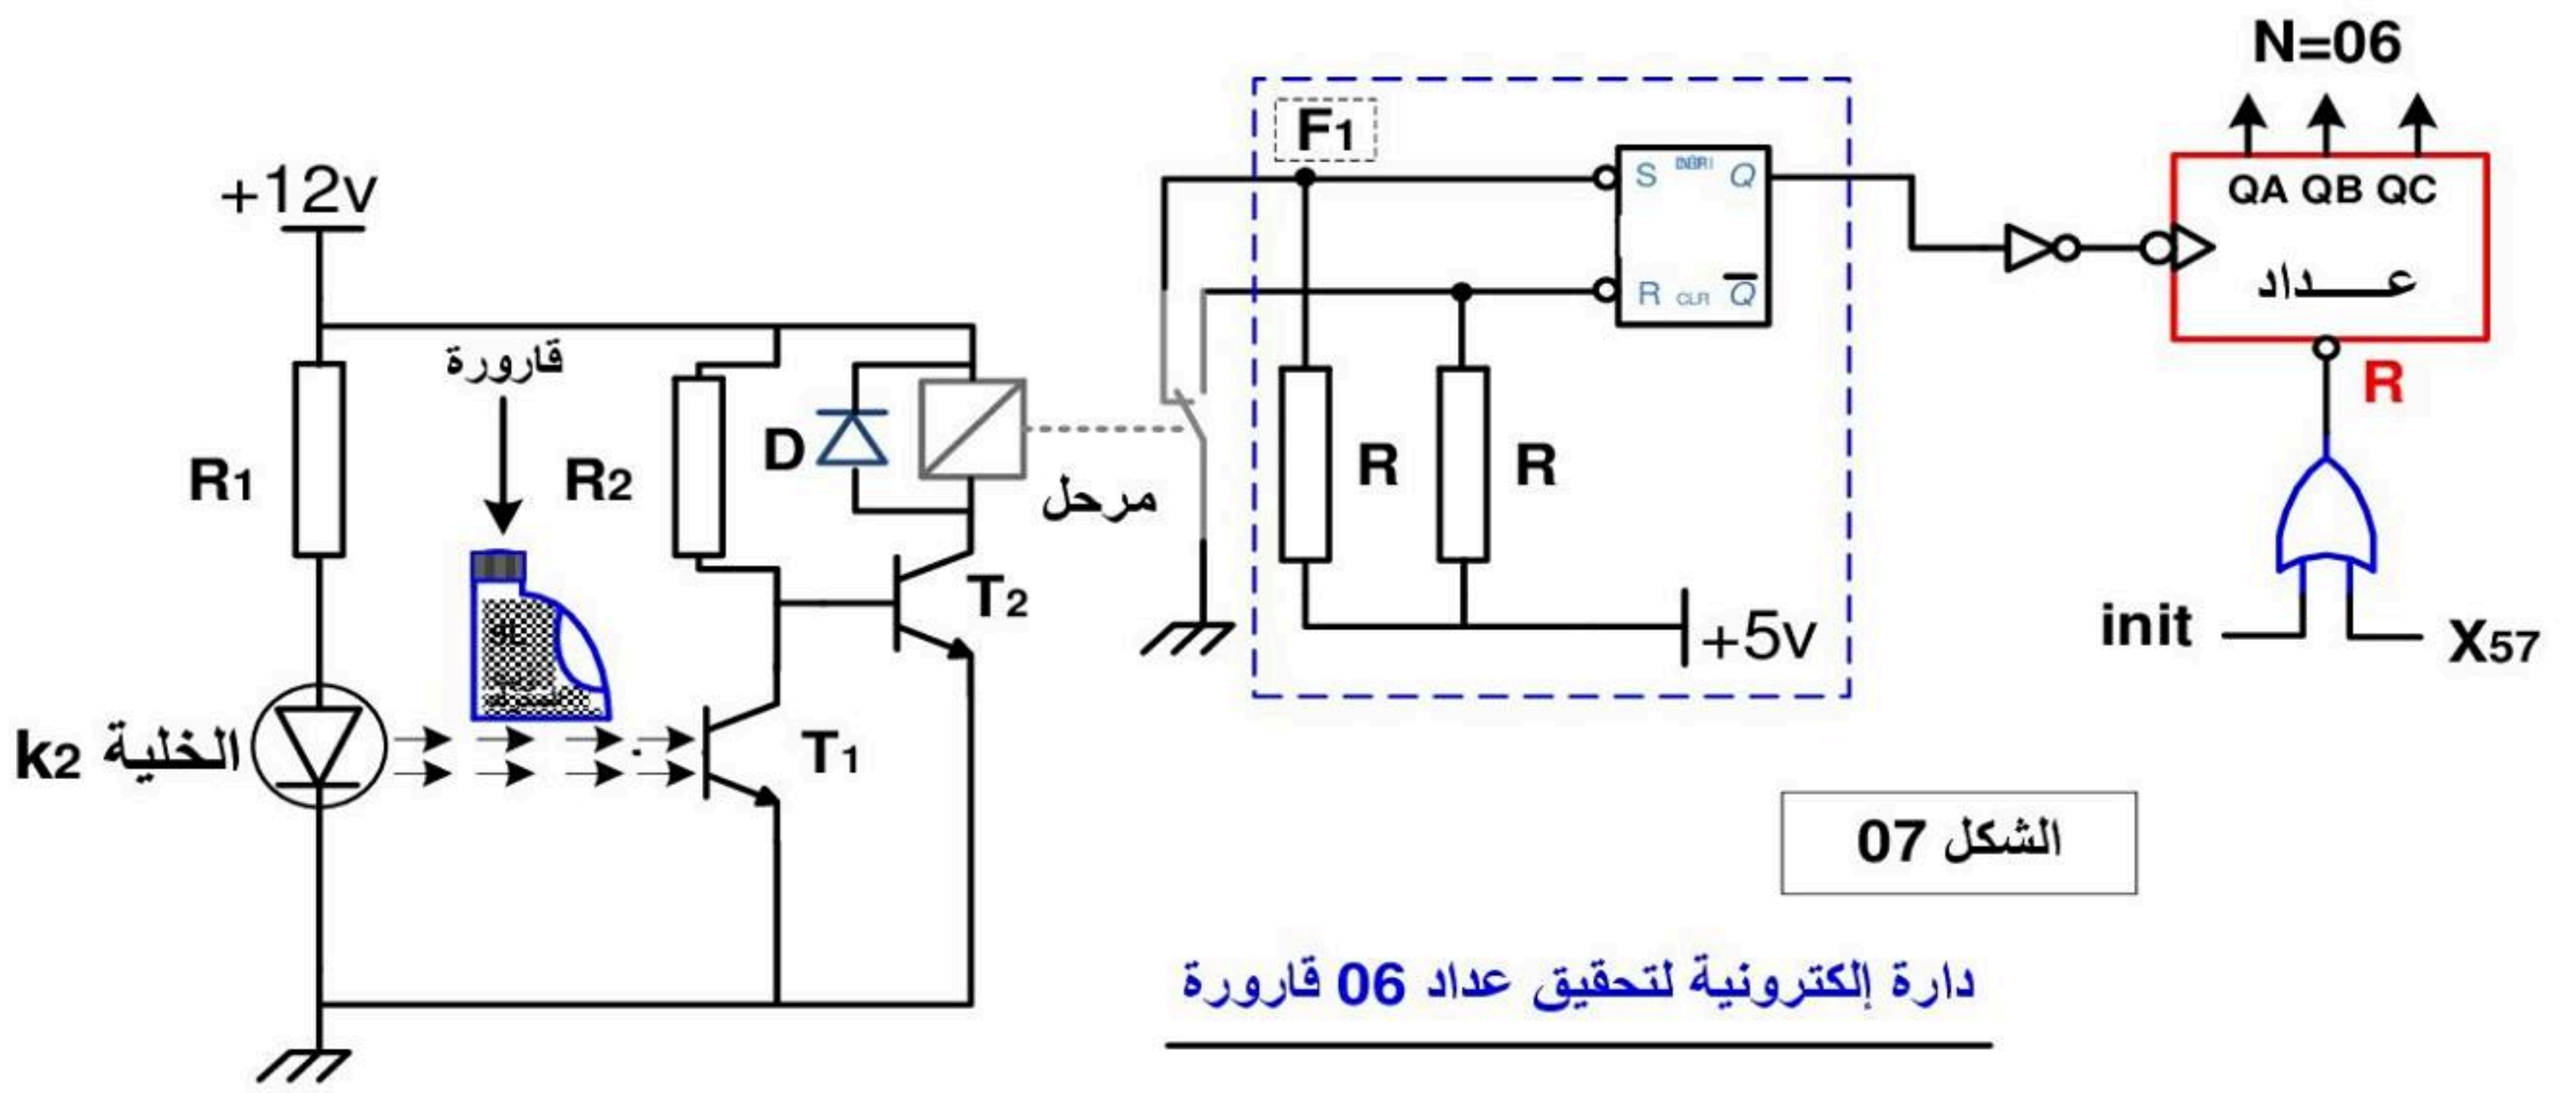 N=06
F1
+12v
S
Q
QA QB QC
عـــداد
R
CLR
Q
R
قارورة
R1
R2
D
مرحل
R
R
T2
+5v
init
X57
k2 الخلية
T1
الشكل 07
دارة إلكترونية لتحقيق عداد 06 قارورة